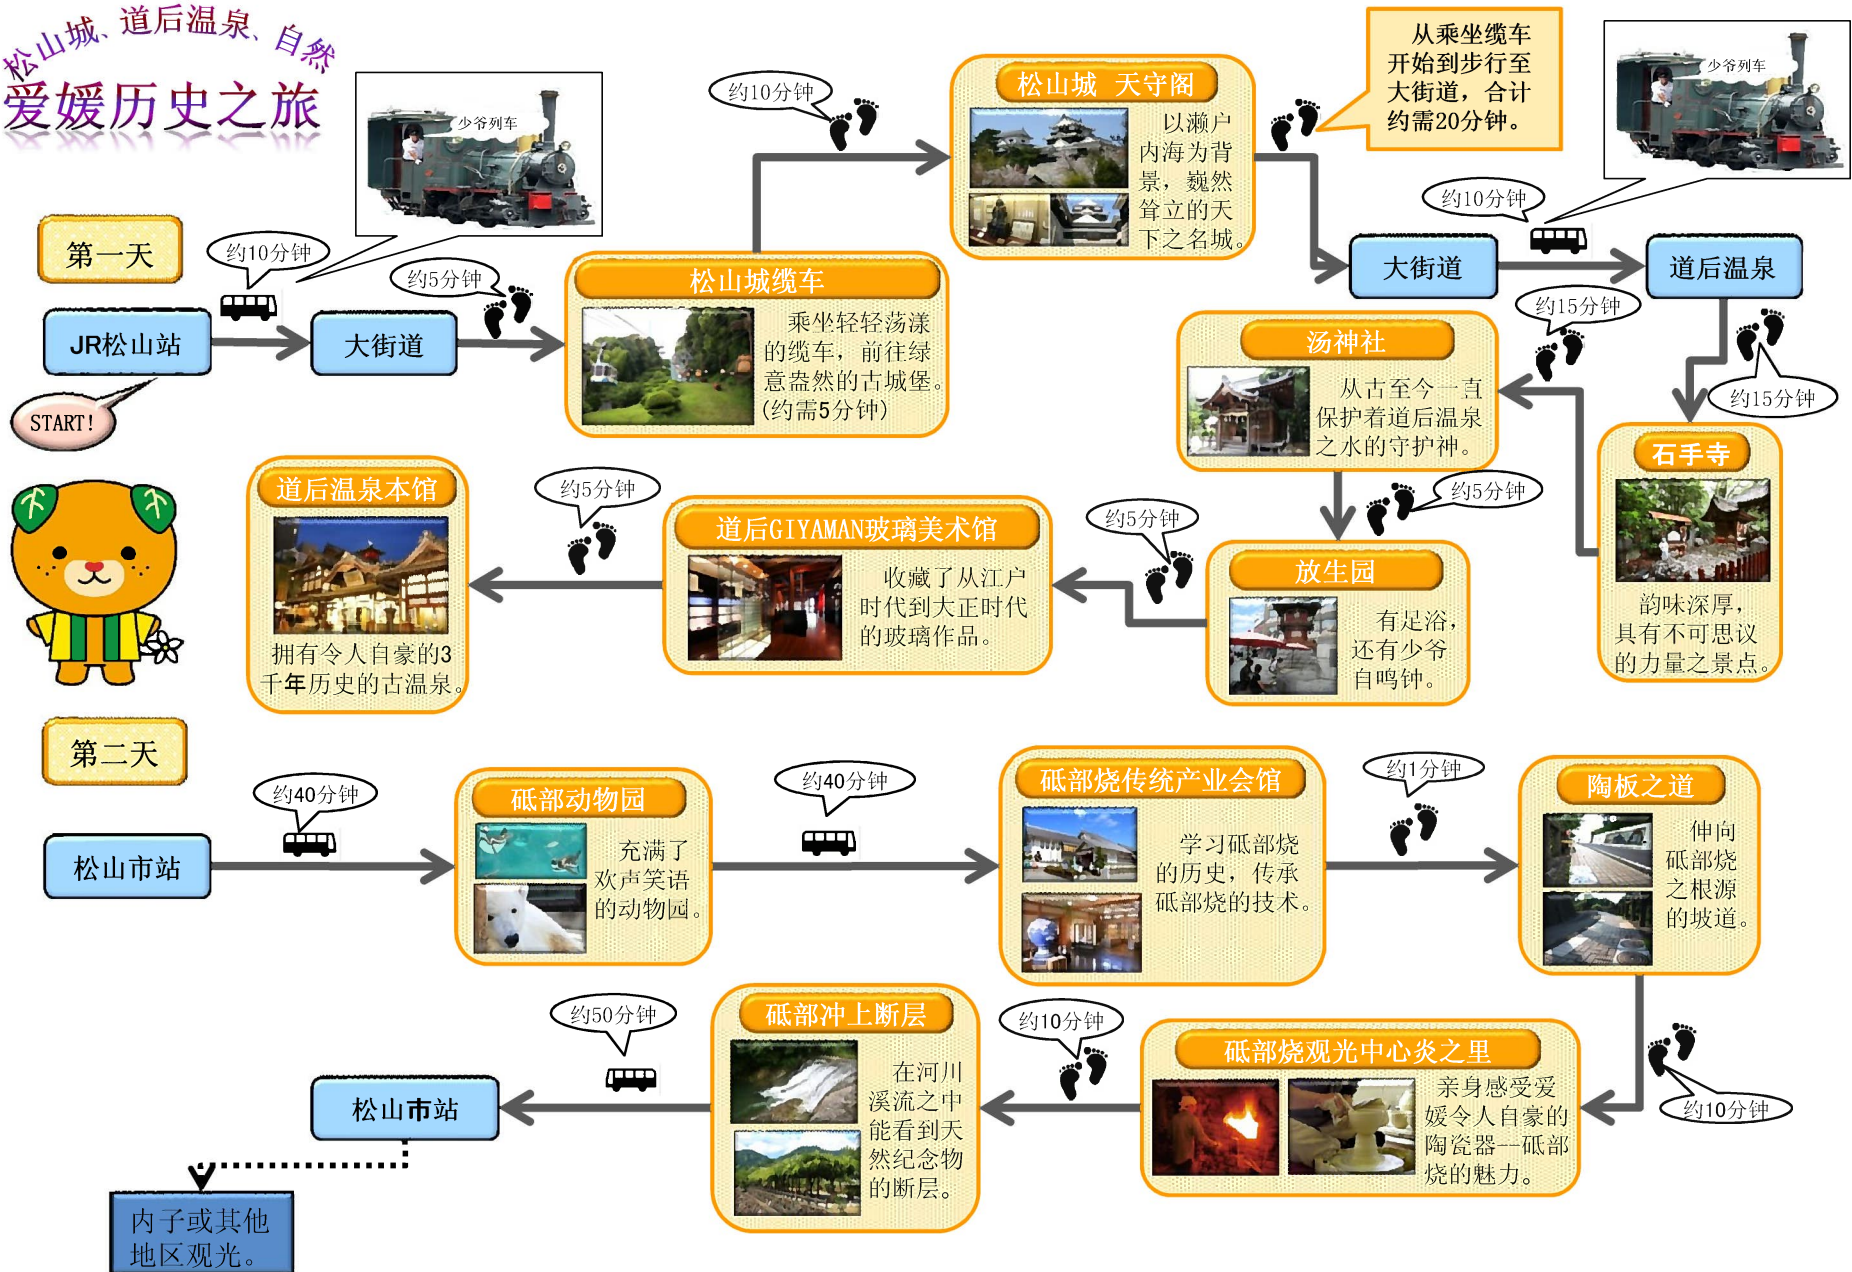 松山城、道后温泉、自然
爱媛历史之旅
第一天
JR松山站
START!
约10分钟
少爷列车
大街道
约5分钟
松山城缆车
乘坐轻轻荡漾
的缆车，前往绿
意盎然的古城堡。
(约需5分钟)
约10分钟
松山城 天守阁
以濑户
内海为背
景，巍然
耸立的天
下之名城。
从乘坐缆车
开始到步行至
大街道，合计
约需20分钟。
大街道
约10分钟
少爷列车
道后温泉
约15分钟
石手寺
韵味深厚，
具有不可思议
的力量之景点。
约15分钟
汤神社
从古至今一直
保护着道后温泉
之水的守护神。
约5分钟
放生园
有足浴，
还有少爷
自鸣钟。
约5分钟
道后GIYAMAN玻璃美术馆
收藏了从江户
时代到大正时代
的玻璃作品。
约5分钟
道后温泉本馆
拥有令人自豪的3
千年历史的古温泉。
第二天
松山市站
约40分钟
砥部动物园
充满了
欢声笑语
的动物园。
约40分钟
砥部烧传统产业会馆
学习砥部烧
的历史，传承
砥部烧的技术。
约1分钟
陶板之道
伸向
砥部烧
之根源
的坡道。
约10分钟
砥部烧观光中心炎之里
亲身感受爱
媛令人自豪的
陶瓷器—砥部
烧的魅力。
约10分钟
砥部冲上断层
在河川
溪流之中
能看到天
然纪念物
的断层。
约50分钟
松山市站
内子或其他
地区观光。